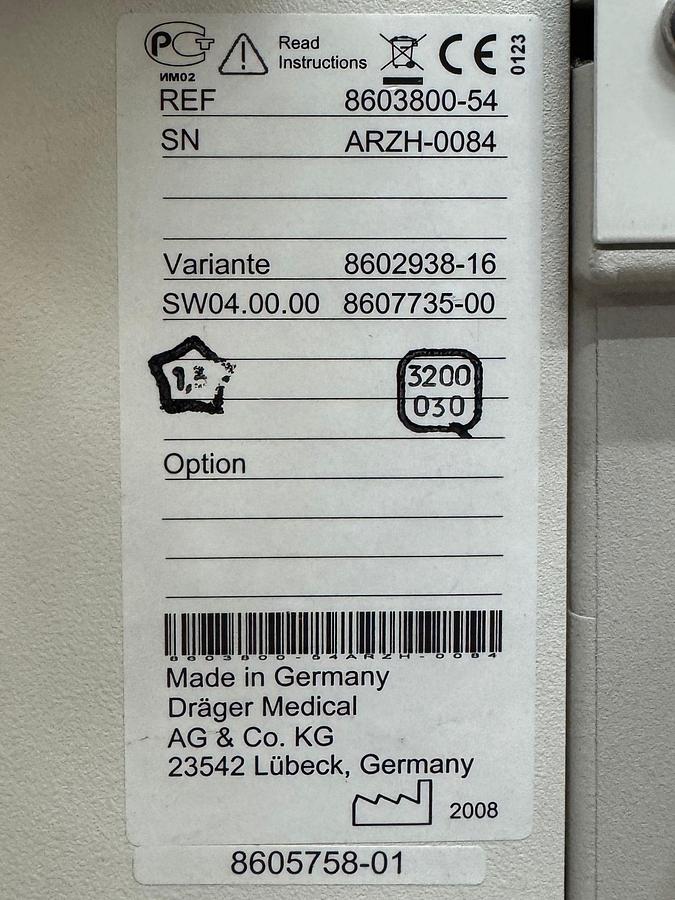 РСТ
ИМ02
Read
Instructions
CE 0123
REF 8603800-54
SN ARZH-0084
Variante 8602938-16
SW04.00.00 8607735-00
3200
030
Option
8603800-54ARZH-0084
Made in Germany
Dräger Medical
AG & Co. KG
23542 Lübeck, Germany
2008
8605758-01